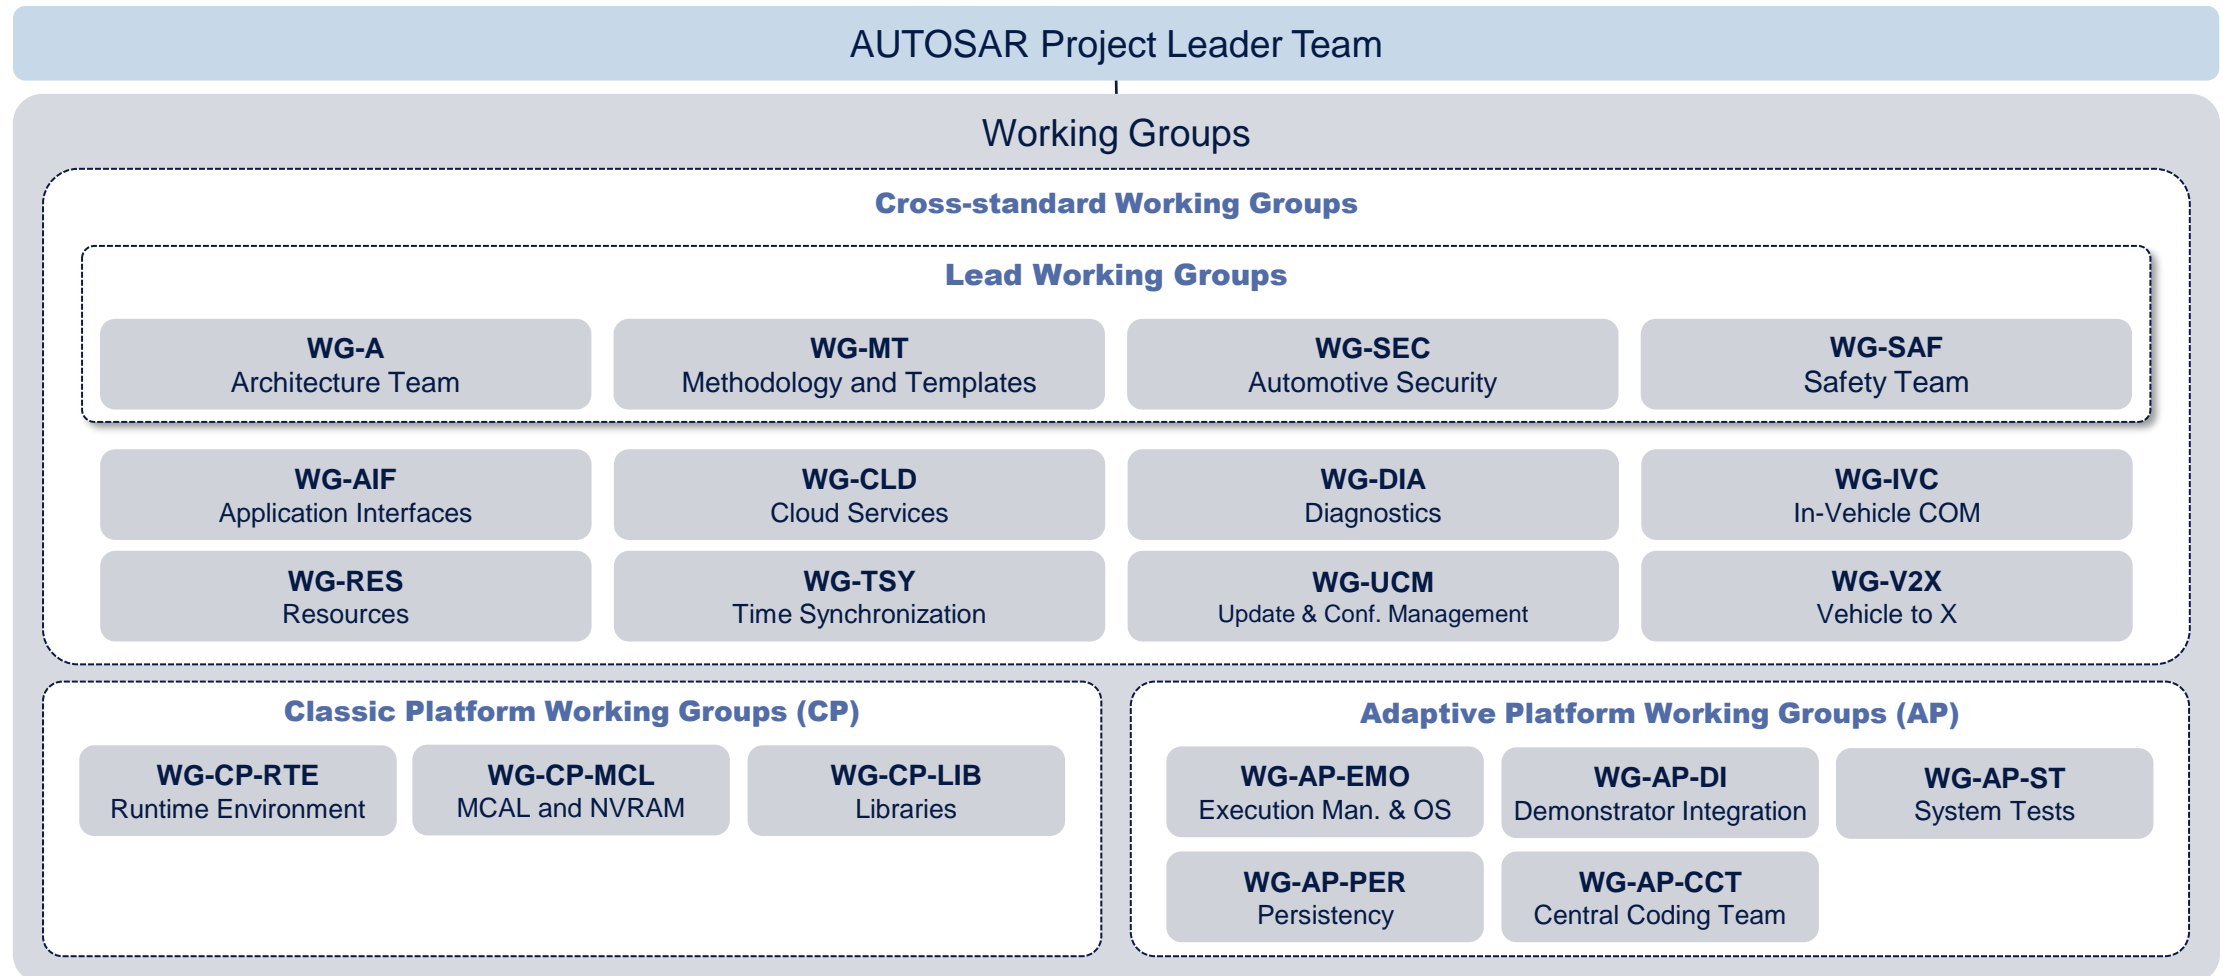 AUTOSAR Project Leader Team
Working Groups
Cross-standard Working Groups
Lead Working Groups
WG-A
Architecture Team
WG-MT
Methodology and Templates
WG-SEC
Automotive Security
WG-SAF
Safety Team
WG-AIF
Application Interfaces
WG-CLD
Cloud Services
WG-DIA
Diagnostics
WG-IVC
In-Vehicle COM
WG-RES
Resources
WG-TSY
Time Synchronization
WG-UCM
Update & Conf. Management
WG-V2X
Vehicle to X
Classic Platform Working Groups (CP)
WG-CP-RTE
Runtime Environment
WG-CP-MCL
MCAL and NVRAM
WG-CP-LIB
Libraries
Adaptive Platform Working Groups (AP)
WG-AP-EMO
Execution Man. & OS
WG-AP-DI
Demonstrator Integration
WG-AP-ST
System Tests
WG-AP-PER
Persistency
WG-AP-CCT
Central Coding Team